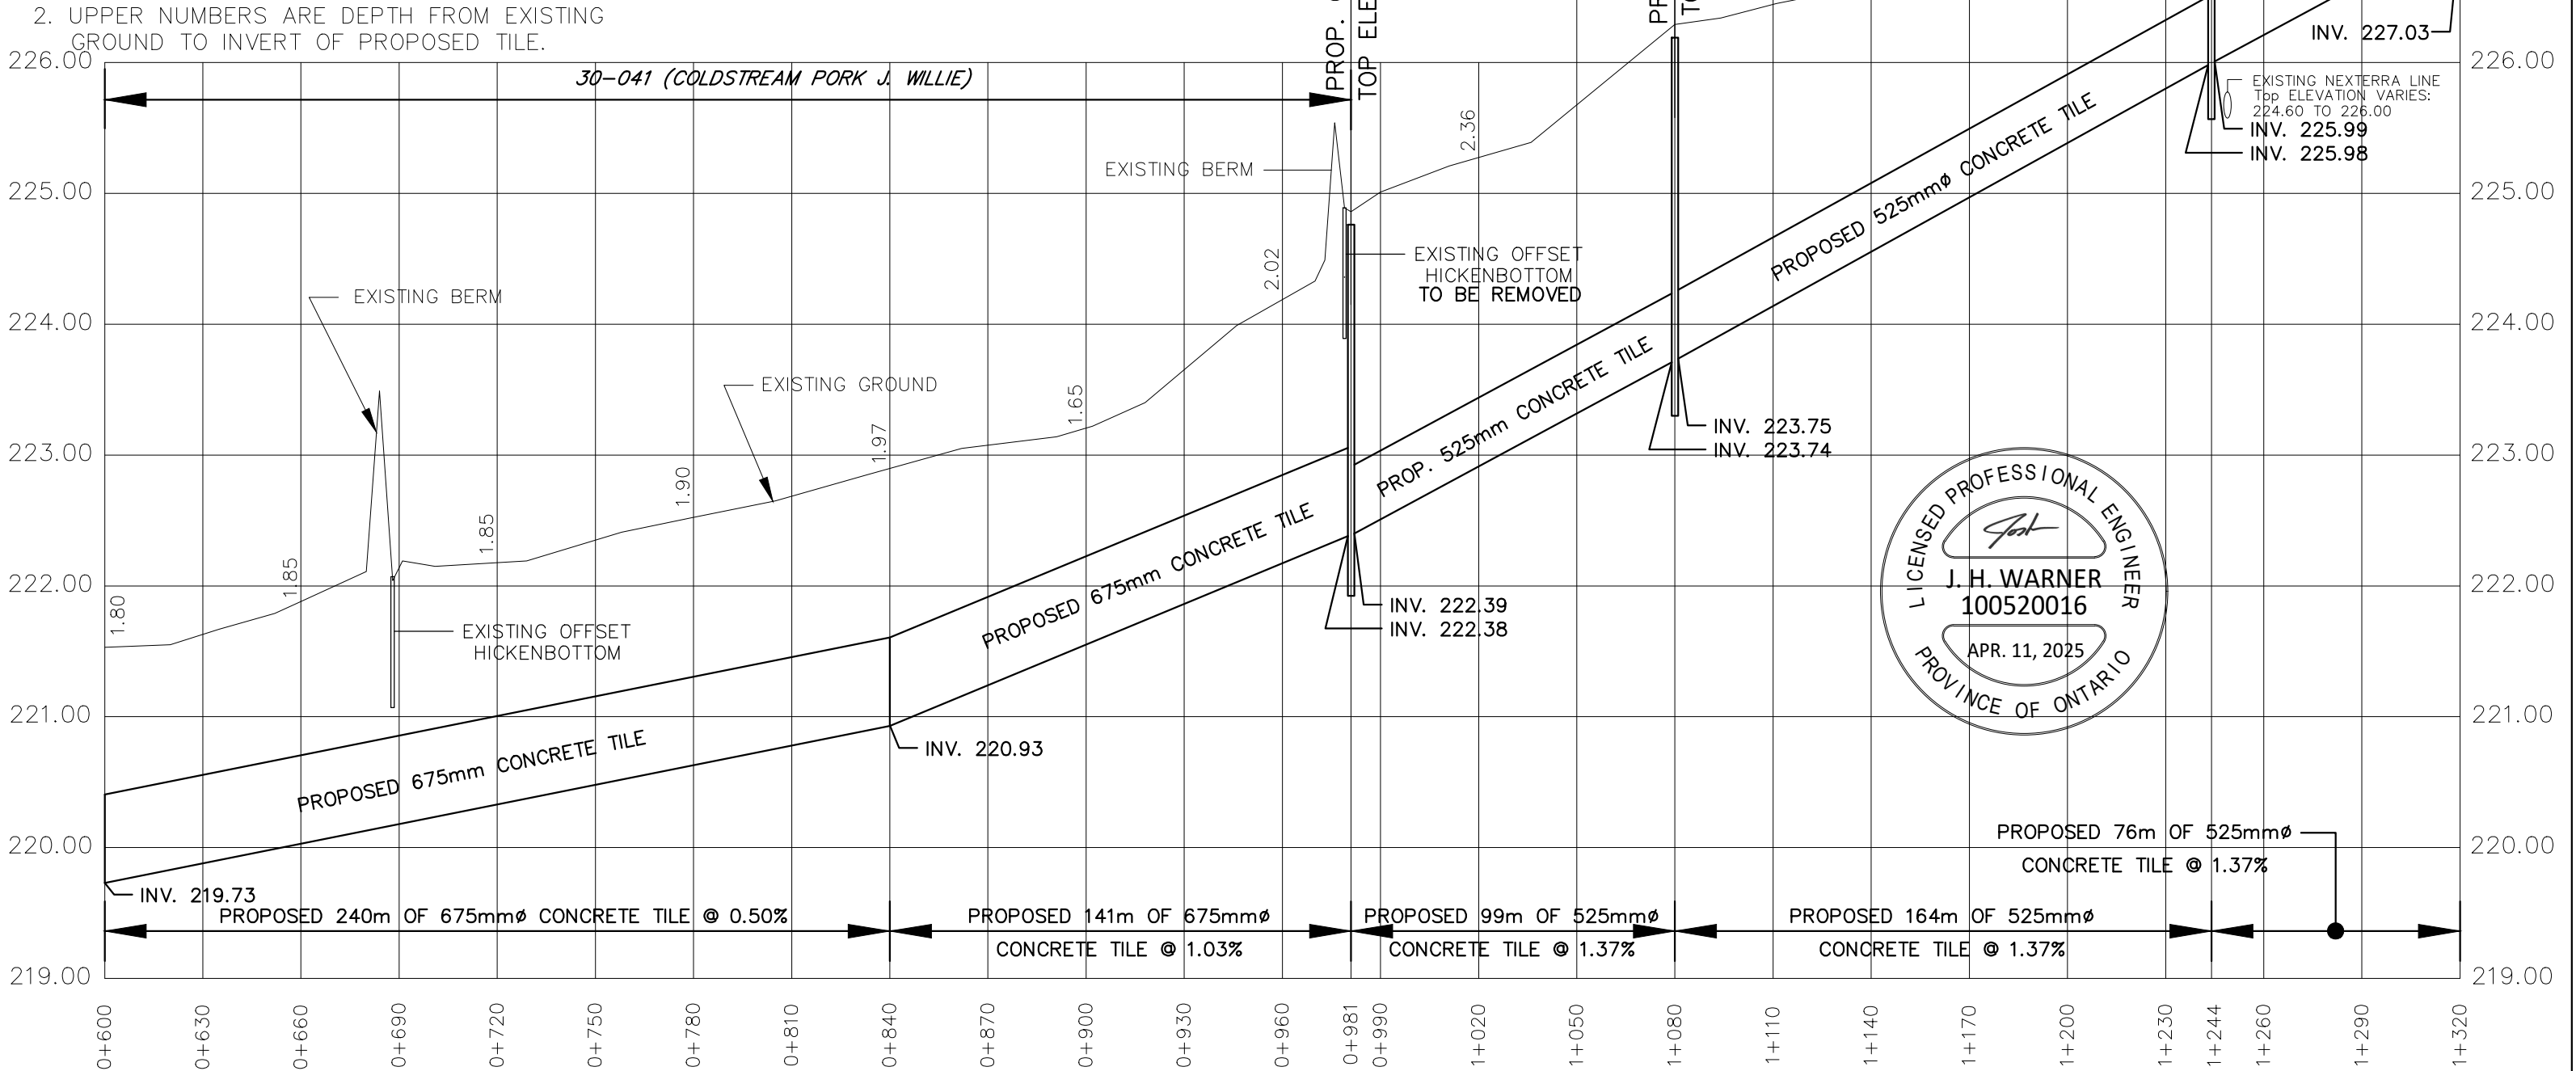 2. UPPER NUMBERS ARE DEPTH FROM EXISTING
GROUND TO INVERT OF PROPOSED TILE.
PROP.
TOP
INV. 227.03
226.00
30-041 (COLDSTREAM PORK J. WILLIE)
226.00
EXISTING NEXTERRA LINE
Top ELEVATION VARIES:
224.60 TO 226.00
INV. 225.99
INV. 225.98
2.36
EXISTING BERM
PROPOSED 525mmø CONCRETE TILE
225.00
225.00
EXISTING OFFSET
HICKENBOTTOM
TO BE REMOVED
2.02
EXISTING BERM
224.00
224.00
EXISTING GROUND
PROP. 525mm CONCRETE TILE
1.65
1.97
INV. 223.75
INV. 223.74
223.00
223.00
1.90
1.85
PROPOSED 675mm CONCRETE TILE
LICENSED PROFESSIONAL ENGINEER
J. H. WARNER
100520016
APR. 11, 2025
PROVINCE OF ONTARIO
222.00
1.85
1.80
222.00
INV. 222.39
INV. 222.38
EXISTING OFFSET
HICKENBOTTOM
221.00
221.00
INV. 220.93
PROPOSED 675mm CONCRETE TILE
220.00
220.00
PROPOSED 76m OF 525mmø
CONCRETE TILE @ 1.37%
INV. 219.73
PROPOSED 240m OF 675mmø CONCRETE TILE @ 0.50%
PROPOSED 141m OF 675mmø
CONCRETE TILE @ 1.03%
PROPOSED 99m OF 525mmø
CONCRETE TILE @ 1.37%
PROPOSED 164m OF 525mmø
CONCRETE TILE @ 1.37%
219.00
219.00
0+600
0+630
0+660
0+690
0+720
0+750
0+780
0+810
0+840
0+870
0+900
0+930
0+960
0+981
0+990
1+020
1+050
1+080
1+110
1+140
1+170
1+200
1+230
1+244
1+260
1+290
1+320